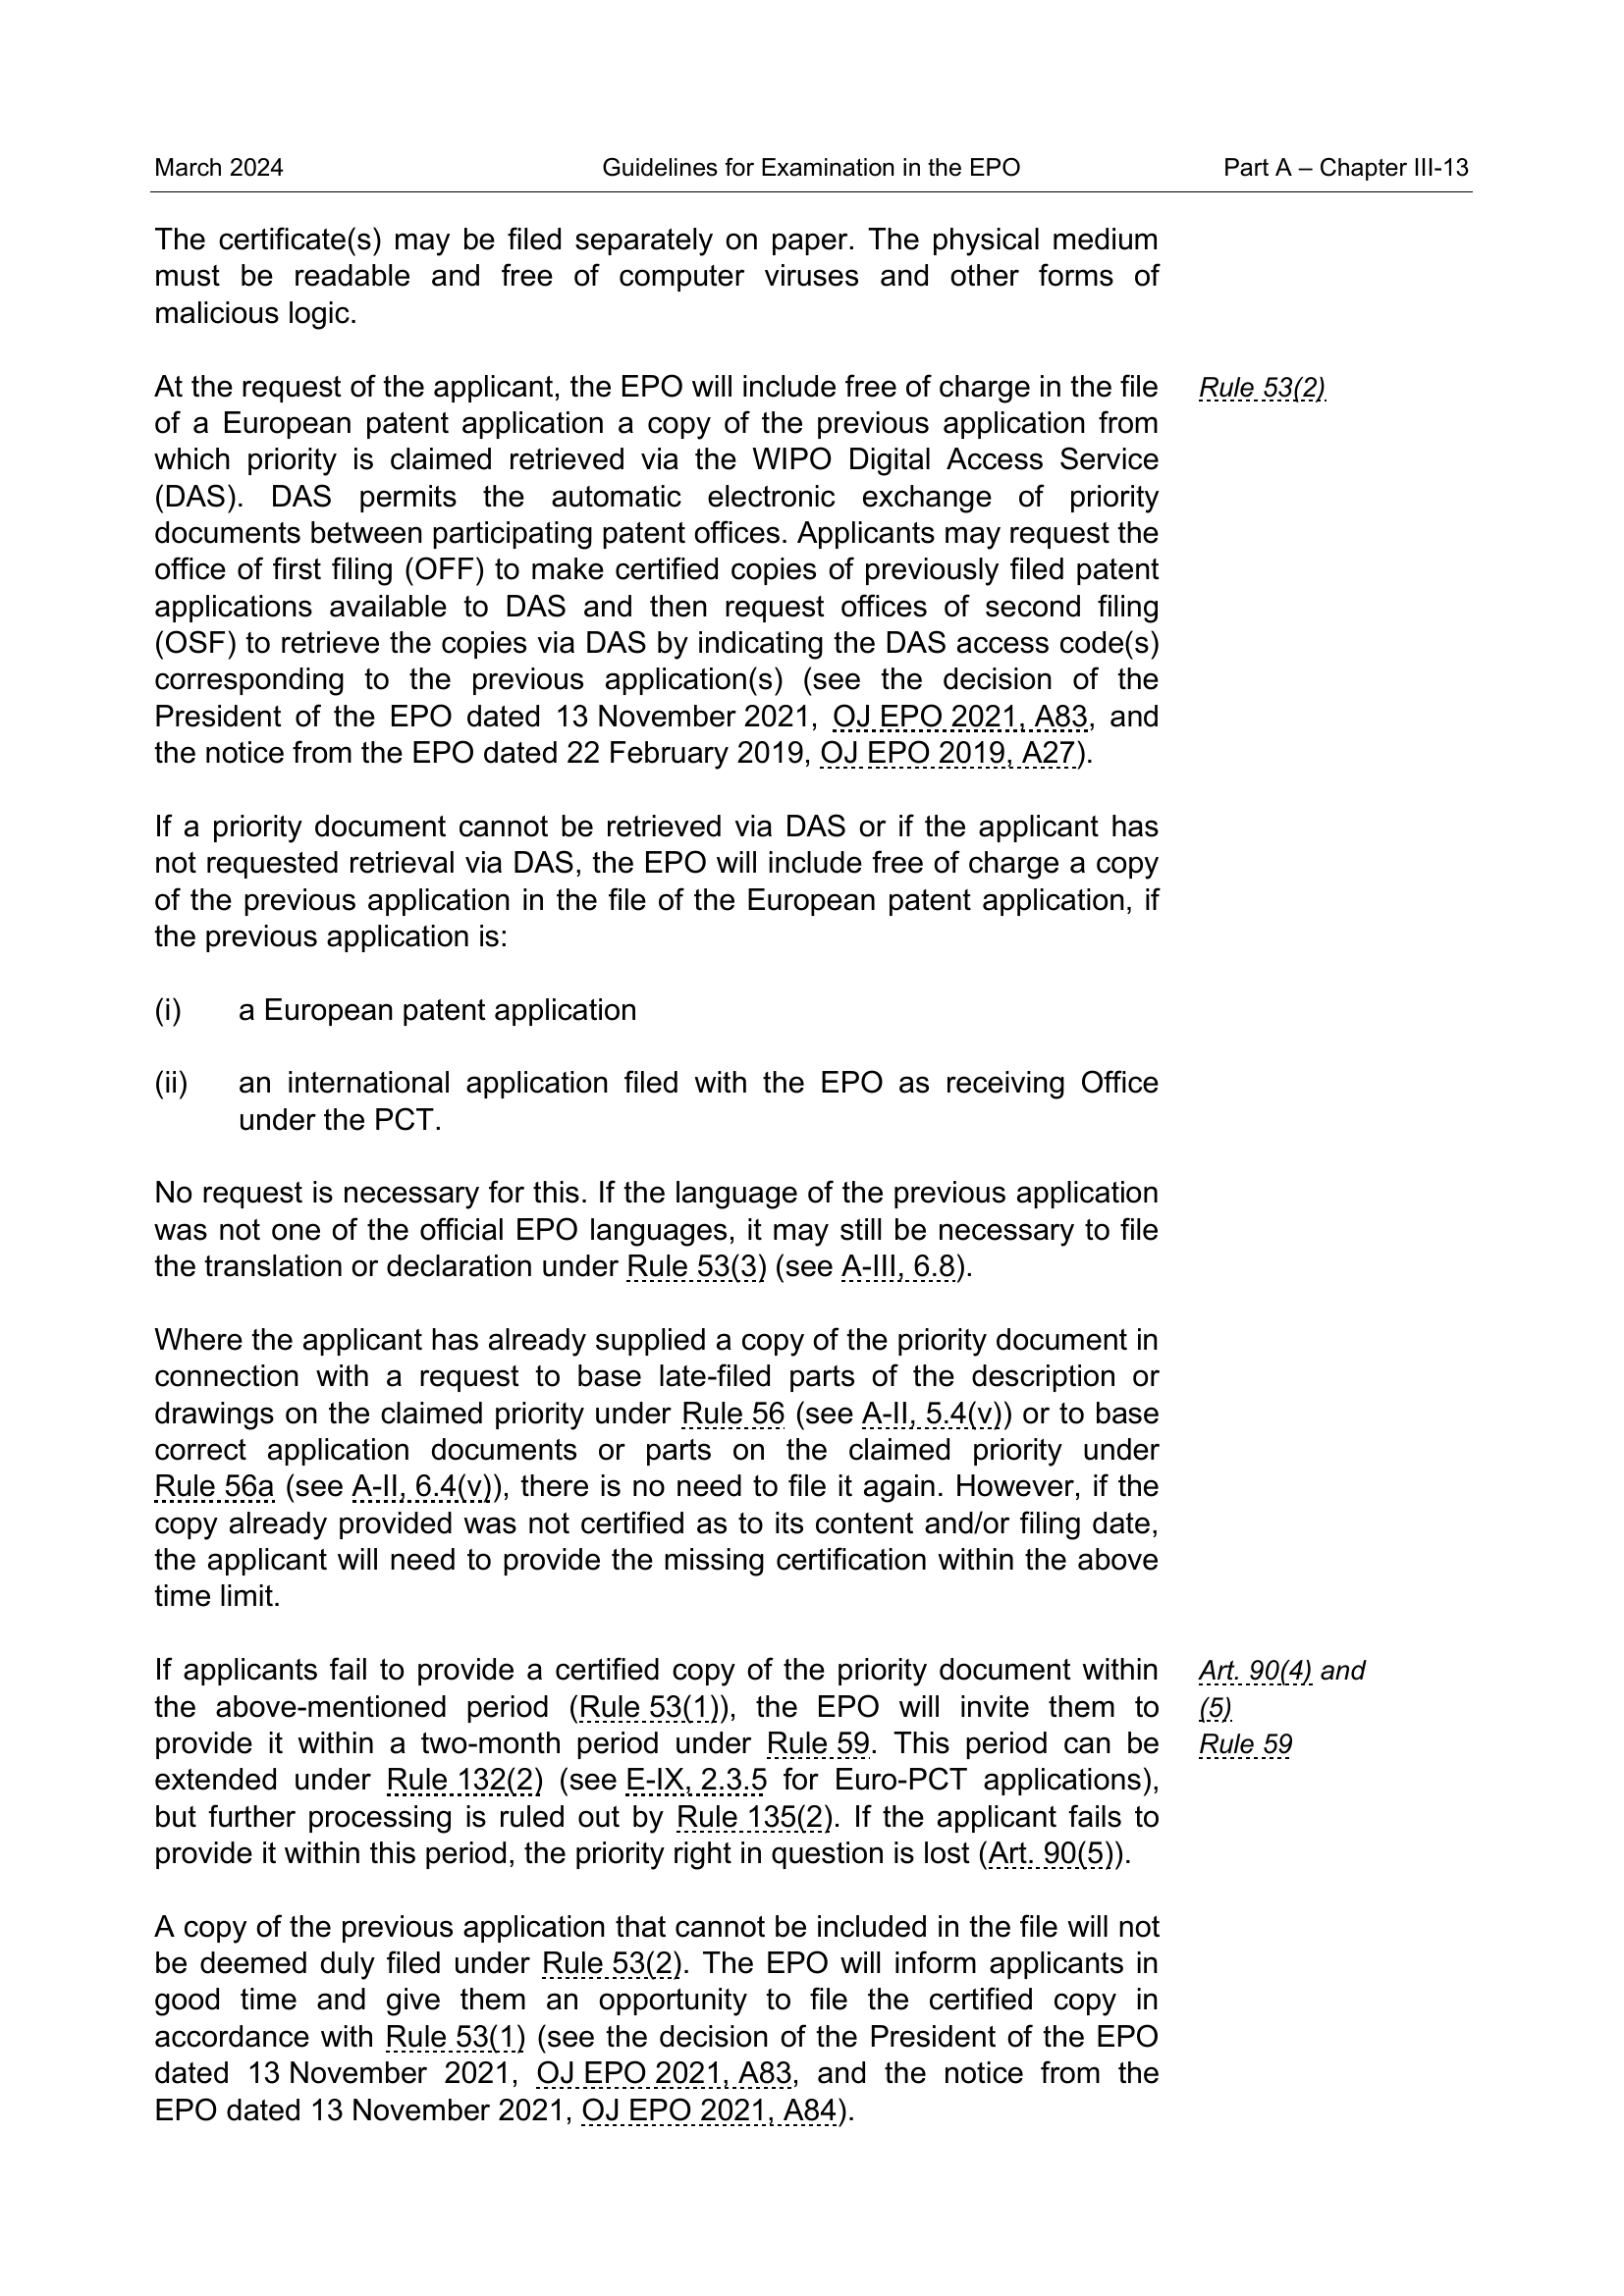 March 2024 Guidelines for Examination in the EPO Part A – Chapter III-13
The certificate(s) may be filed separately on paper. The physical medium
must be readable and free of computer viruses and other forms of
malicious logic.
At the request of the applicant, the EPO will include free of charge in the file Rule 53(2)
of a European patent application a copy of the previous application from
which priority is claimed retrieved via the WIPO Digital Access Service
(DAS). DAS permits the automatic electronic exchange of priority
documents between participating patent offices. Applicants may request the
office of first filing (OFF) to make certified copies of previously filed patent
applications available to DAS and then request offices of second filing
(OSF) to retrieve the copies via DAS by indicating the DAS access code(s)
corresponding to the previous application(s) (see the decision of the
President of the EPO dated 13 November 2021, OJ EPO 2021, A83, and
the notice from the EPO dated 22 February 2019, OJ EPO 2019, A27).
If a priority document cannot be retrieved via DAS or if the applicant has
not requested retrieval via DAS, the EPO will include free of charge a copy
of the previous application in the file of the European patent application, if
the previous application is:
(i) a European patent application
(ii) an international application filed with the EPO as receiving Office
under the PCT.
No request is necessary for this. If the language of the previous application
was not one of the official EPO languages, it may still be necessary to file
the translation or declaration under Rule 53(3) (see A-III, 6.8).
Where the applicant has already supplied a copy of the priority document in
connection with a request to base late-filed parts of the description or
drawings on the claimed priority under Rule 56 (see A-II, 5.4(v)) or to base
correct application documents or parts on the claimed priority under
Rule 56a (see A-II, 6.4(v)), there is no need to file it again. However, if the
copy already provided was not certified as to its content and/or filing date,
the applicant will need to provide the missing certification within the above
time limit.
If applicants fail to provide a certified copy of the priority document within Art. 90(4) and
the above-mentioned period (Rule 53(1)), the EPO will invite them to (5)
provide it within a two-month period under Rule 59. This period can be Rule 59
extended under Rule 132(2) (see E-IX, 2.3.5 for Euro-PCT applications),
but further processing is ruled out by Rule 135(2). If the applicant fails to
provide it within this period, the priority right in question is lost (Art. 90(5)).
A copy of the previous application that cannot be included in the file will not
be deemed duly filed under Rule 53(2). The EPO will inform applicants in
good time and give them an opportunity to file the certified copy in
accordance with Rule 53(1) (see the decision of the President of the EPO
dated 13 November 2021, OJ EPO 2021, A83, and the notice from the
EPO dated 13 November 2021, OJ EPO 2021, A84).